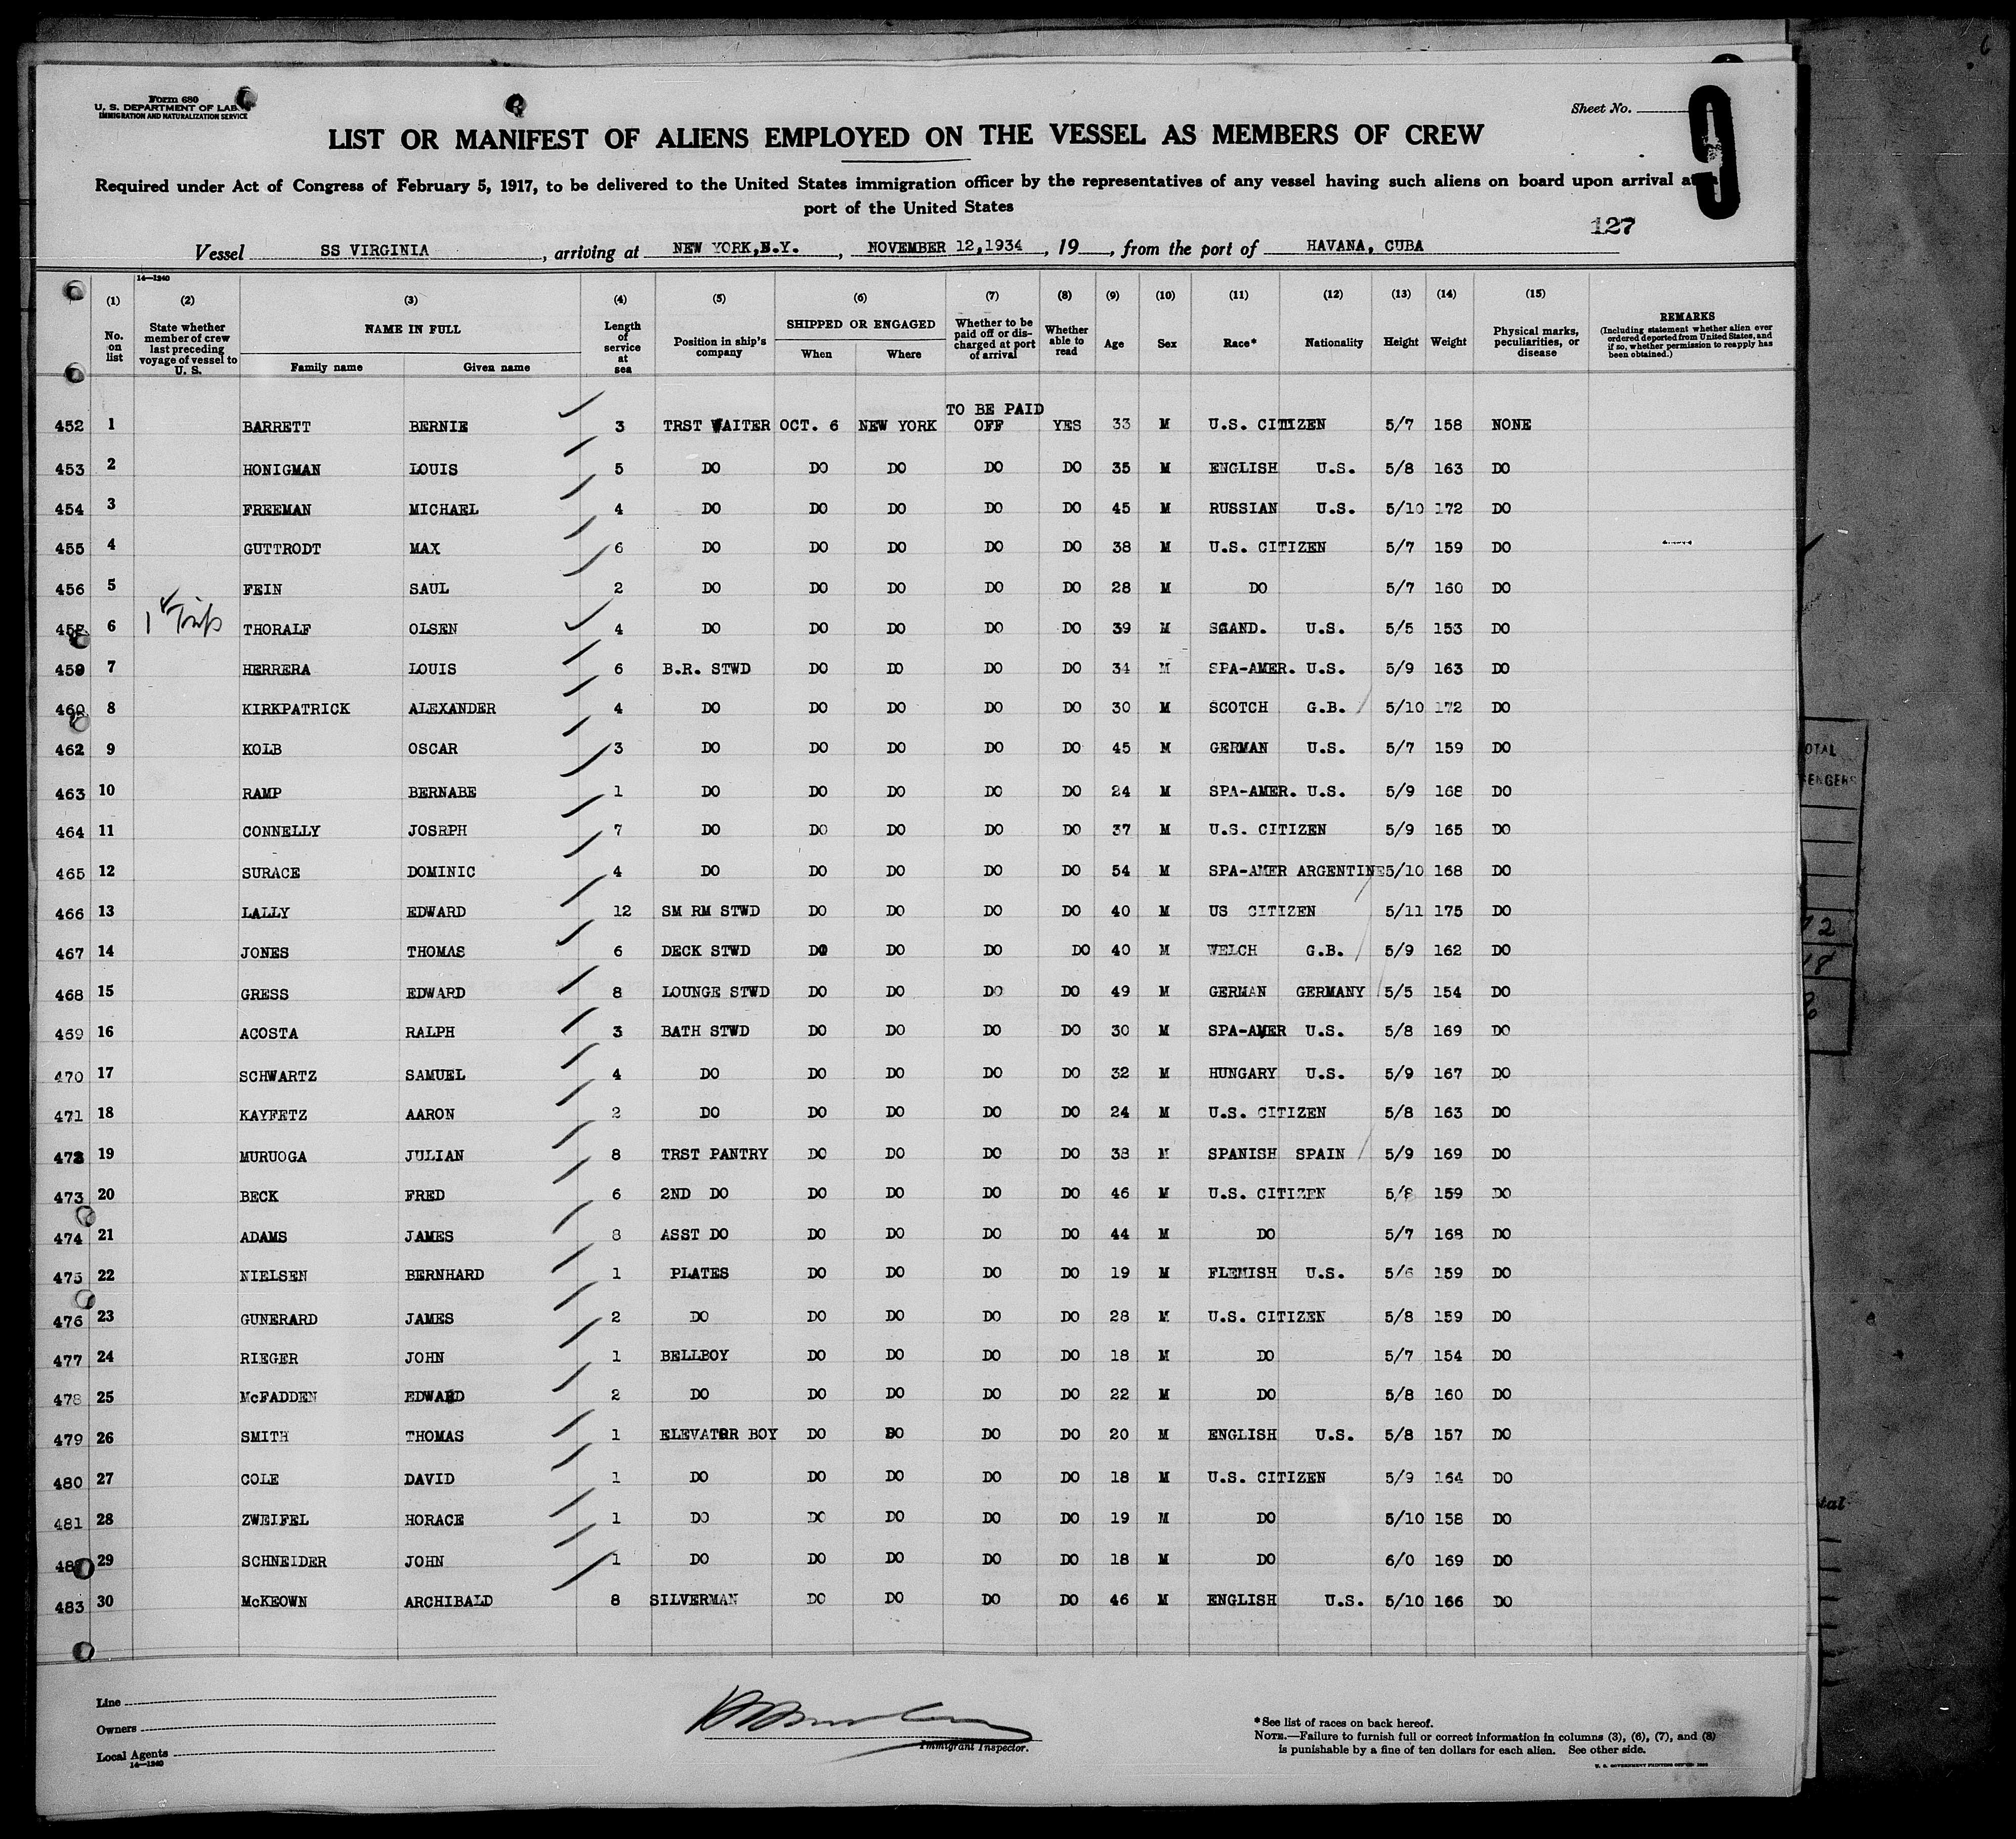 Form 680
U. S. DEPARTMENT OF LABOR
IMMIGRATION AND NATURALIZATION SERVICE
Sheet No.
9
LIST OR MANIFEST OF ALIENS EMPLOYED ON THE VESSEL AS MEMBERS OF CREW
Required under Act of Congress of February 5, 1917, to be delivered to the United States immigration officer by the representatives of any vessel having such aliens on board upon arrival at a
port of the United States
127
Vessel SS VIRGINIA, arriving at NEW YORK,N.Y., NOVEMBER 12,1934, 19, from the port of HAVANA, CUBA
14—1240
(1) (2) (3) (4) (5) (6) (7) (8) (9) (10) (11) (12) (13) (14) (15)
No. on list State whether member of crew last preceding voyage of vessel to U. S. NAME IN FULL Family name Given name Length of service at sea Position in ship's company SHIPPED OR ENGAGED When Where Whether to be paid off or discharged at port of arrival Whether able to read Age Sex Race* Nationality Height Weight Physical marks, peculiarities, or disease REMARKS (Including statement whether alien ever ordered deported from United States, and if so, whether permission to reapply has been obtained.)
452 1 BARRETT BERNIE 3 TRST WAITER OCT. 6 NEW YORK TO BE PAID OFF YES 33 M U.S. CITIZEN 5/7 158 NONE
453 2 HONIGMAN LOUIS 5 DO DO DO DO DO 35 M ENGLISH U.S. 5/8 163 DO
454 3 FREEMAN MICHAEL 4 DO DO DO DO DO 45 M RUSSIAN U.S. 5/10 172 DO
455 4 GUTTRODT MAX 6 DO DO DO DO DO 38 M U.S. CITIZEN 5/7 159 DO
456 5 FEIN SAUL 2 DO DO DO DO DO 28 M DO 5/7 160 DO
6 THORALF OLSEN 4 DO DO DO DO DO 39 M SCAND. U.S. 5/5 153 DO
459 7 HERRERA LOUIS 6 B.R. STWD DO DO DO DO 34 M SPA-AMER. U.S. 5/9 163 DO
460 8 KIRKPATRICK ALEXANDER 4 DO DO DO DO DO 30 M SCOTCH G.B. 5/10 172 DO
462 9 KOLB OSCAR 3 DO DO DO DO DO 45 M GERMAN U.S. 5/7 159 DO
463 10 RAMP BERNABE 1 DO DO DO DO DO 24 M SPA-AMER. U.S. 5/9 168 DO
464 11 CONNELLY JOSRPH 7 DO DO DO DO DO 37 M U.S. CITIZEN 5/9 165 DO
465 12 SURACE DOMINIC 4 DO DO DO DO DO 54 M SPA-AMER ARGENTINE 5/10 168 DO
466 13 LALLY EDWARD 12 SM RM STWD DO DO DO DO 40 M US CITIZEN 5/11 175 DO
467 14 JONES THOMAS 6 DECK STWD DO DO DO DO 40 M WELCH G.B. 5/9 162 DO
468 15 GRESS EDWARD 8 LOUNGE STWD DO DO DO DO 49 M GERMAN GERMANY 5/5 154 DO
469 16 ACOSTA RALPH 3 BATH STWD DO DO DO DO 30 M SPA-AMER U.S. 5/8 169 DO
470 17 SCHWARTZ SAMUEL 4 DO DO DO DO DO 32 M HUNGARY U.S. 5/9 167 DO
471 18 KAYFETZ AARON 2 DO DO DO DO DO 24 M U.S. CITIZEN 5/8 163 DO
472 19 MURUOGA JULIAN 8 TRST PANTRY DO DO DO DO 38 M SPANISH SPAIN 5/9 169 DO
473 20 BECK FRED 6 2ND DO DO DO DO DO 46 M U.S. CITIZEN 5/8 159 DO
474 21 ADAMS JAMES 8 ASST DO DO DO DO DO 44 M DO 5/7 168 DO
475 22 NIELSEN BERNHARD 1 PLATES DO DO DO DO 19 M FLEMISH U.S. 5/6 159 DO
476 23 GUNERARD JAMES 2 DO DO DO DO DO 28 M U.S. CITIZEN 5/8 159 DO
477 24 RIEGER JOHN 1 BELLBOY DO DO DO DO 18 M DO 5/7 154 DO
478 25 McFADDEN EDWARD 2 DO DO DO DO DO 22 M DO 5/8 160 DO
479 26 SMITH THOMAS 1 ELEVATOR BOY DO DO DO DO 20 M ENGLISH U.S. 5/8 157 DO
480 27 COLE DAVID 1 DO DO DO DO DO 18 M U.S. CITIZEN 5/9 164 DO
481 28 ZWEIFEL HORACE 1 DO DO DO DO DO 19 M DO 5/10 158 DO
29 SCHNEIDER JOHN 1 DO DO DO DO DO 18 M DO 6/0 169 DO
483 30 McKEOWN ARCHIBALD 8 SILVERMAN DO DO DO DO 46 M ENGLISH U.S. 5/10 166 DO
Line
Owners
Local Agents
14—1240
Immigrant Inspector.
*See list of races on back hereof.
NOTE.—Failure to furnish full or correct information in columns (3), (6), (7), and (8)
is punishable by a fine of ten dollars for each alien. See other side.
U. S. GOVERNMENT PRINTING OFFICE